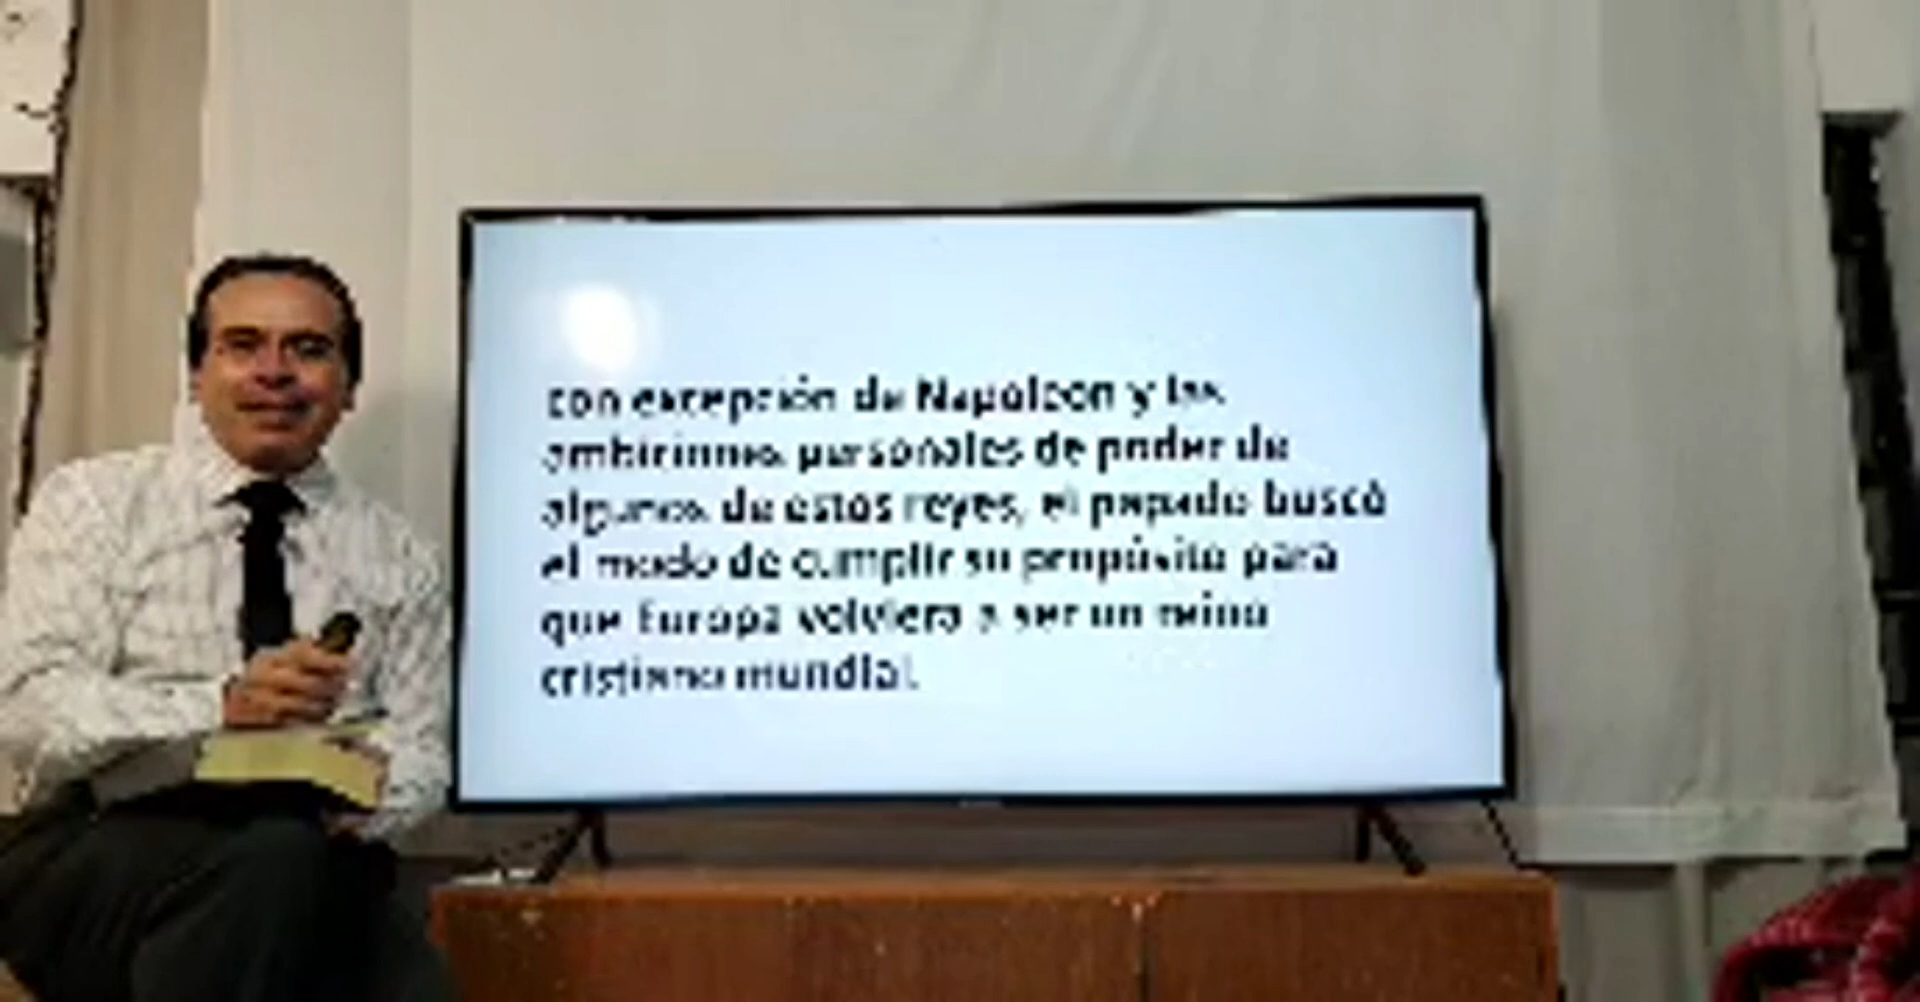 con excepción de Napoleón y las
ambiciones personales de poder de
algunos de estos reyes, el papado buscó
el modo de cumplir su propósito para
que Europa volviera a ser un reino
cristiano mundial.